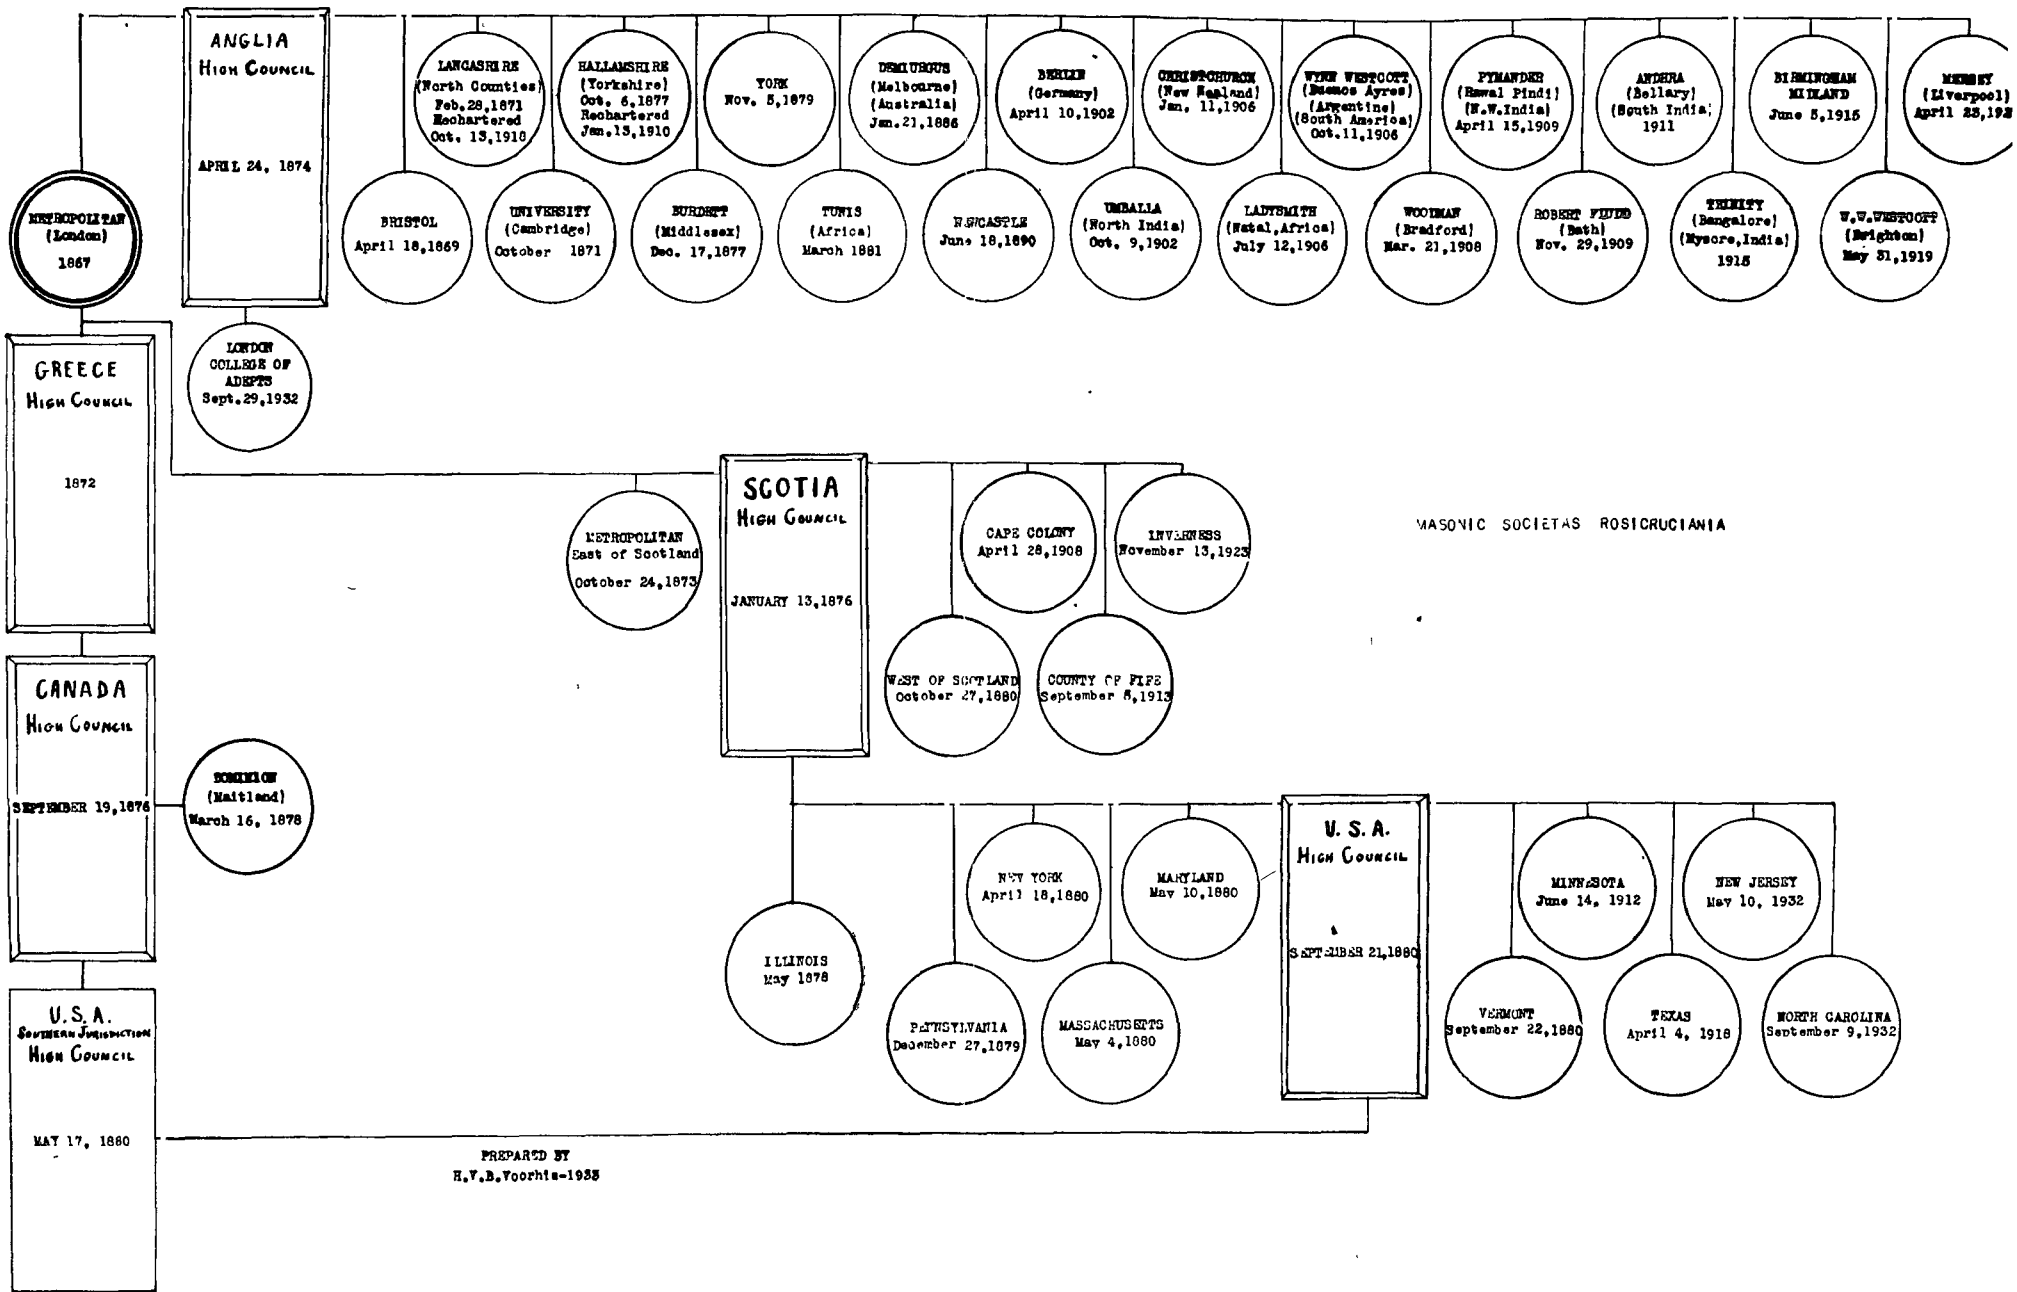 ANGLIA
HIGH COUNCIL
APRIL 24, 1874
METROPOLITAN
(London)
1867
BRISTOL
April 18,1869
LANCASHIRE
(North Counties)
Feb.28,1871
Rechartered
Oct. 13,1918
UNIVERSITY
(Cambridge)
October 1871
HALLAMSHIRE
(Yorkshire)
Oct. 6,1877
Rechartered
Jan.13,1910
BURDETT
(Middlesex)
Dec. 17,1877
YORK
Nov. 5,1879
TUNIS
(Africa)
March 1881
DEMIURGUS
(Melbourne)
(Australia)
Jan.21,1886
NEWCASTLE
June 18,1890
BERLIN
(Germany)
April 10,1902
UMBALLA
(North India)
Oct. 9,1902
CHRISTCHURCH
(New Zealand)
Jan. 11,1906
LADYSMITH
(Natal,Africa)
July 12,1906
WYNN WESTCOTT
(Buenos Ayres)
(Argentine)
(South America)
Oct.11,1906
WOODMAN
(Bradford)
Mar. 21,1908
PYMANDER
(Rawal Pindi)
(N.W.India)
April 15,1909
ROBERT FLUDD
(Bath)
Nov. 29,1909
ANDHRA
(Bellary)
(South India)
1911
TRINITY
(Bangalore)
(Mysore,India)
1915
BIRMINGHAM
MIDLAND
June 5,1915
W.W.WESTCOTT
(Brighton)
May 31,1919
MERSEY
(Liverpool)
LONDON
COLLEGE OF
ADEPTS
Sept.29,1932
GREECE
HIGH COUNCIL
1872
METROPOLITAN
East of Scotland
October 24,1873
SCOTIA
HIGH COUNCIL
JANUARY 13,1876
CAPE COLONY
April 28,1908
INVERNESS
November 13,1923
WEST OF SCOTLAND
October 27,1880
COUNTY OF FIFE
September 5,1913
MASONIC SOCIETAS ROSICRUCIANIA
CANADA
HIGH COUNCIL
SEPTEMBER 19,1876
DOMINION
(Maitland)
March 16, 1878
ILLINOIS
May 1878
PENNSYLVANIA
December 27,1879
NEW YORK
April 18,1880
MASSACHUSETTS
May 4,1880
MARYLAND
May 10,1880
U. S. A.
HIGH COUNCIL
SEPTEMBER 21,1880
VERMONT
September 22,1880
MINNESOTA
June 14, 1912
TEXAS
April 4, 1918
NEW JERSEY
May 10, 1932
NORTH CAROLINA
September 9,1932
U. S. A.
SOUTHERN JURISDICTION
HIGH COUNCIL
MAY 17, 1880
PREPARED BY
H.V.B.Voorhis-1933